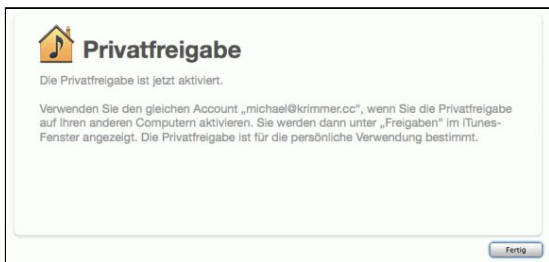 Privatfreigabe
Die Privatfreigabe ist jetzt aktiviert.
Verwenden Sie den gleichen Account „michael@krimmer.cc“, wenn Sie die Privatfreigabe
auf Ihren anderen Computern aktivieren. Sie werden dann unter „Freigaben“ im iTunes-
Fenster angezeigt. Die Privatfreigabe ist für die persönliche Verwendung bestimmt.
Fertig